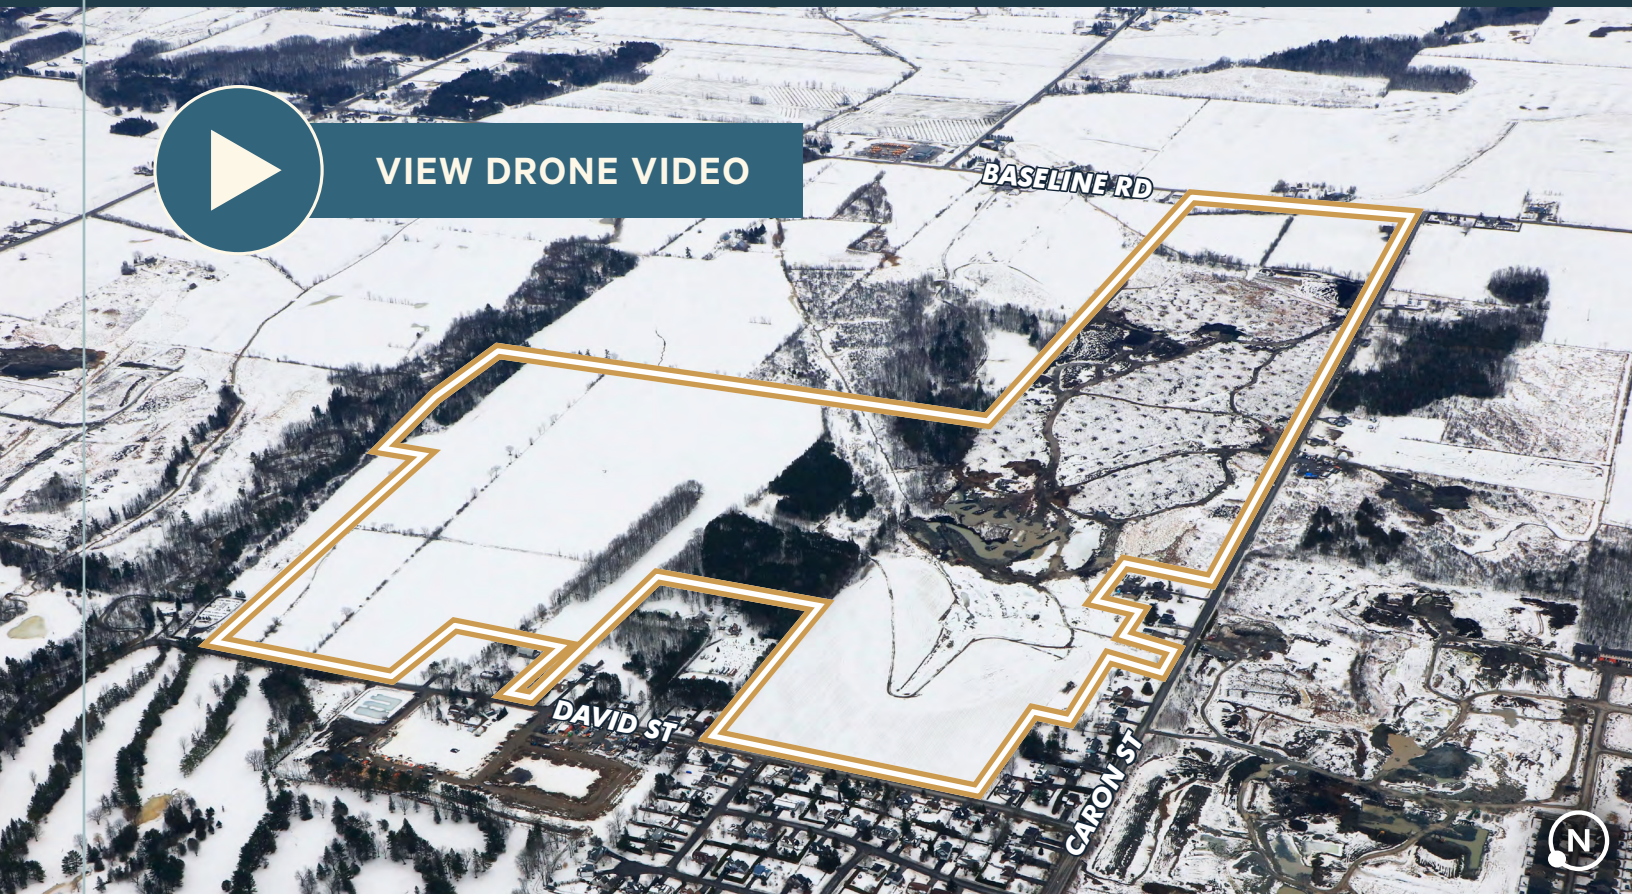 VIEW DRONE VIDEO
BASELINE RD
DAVID ST
CARON ST
N